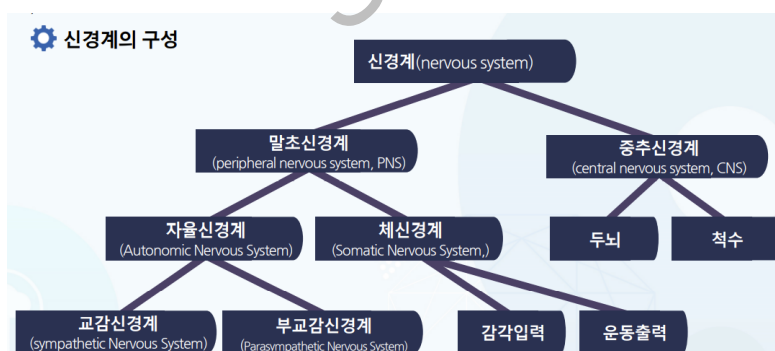 신경계의 구성
신경계(nervous system)
말초신경계
(peripheral nervous system, PNS)
중추신경계
(central nervous system, CNS)
자율신경계
(Autonomic Nervous System)
체신경계
(Somatic Nervous System,)
두뇌
척수
교감신경계
(sympathetic Nervous System)
부교감신경계
(Parasympathetic Nervous System)
감각입력
운동출력